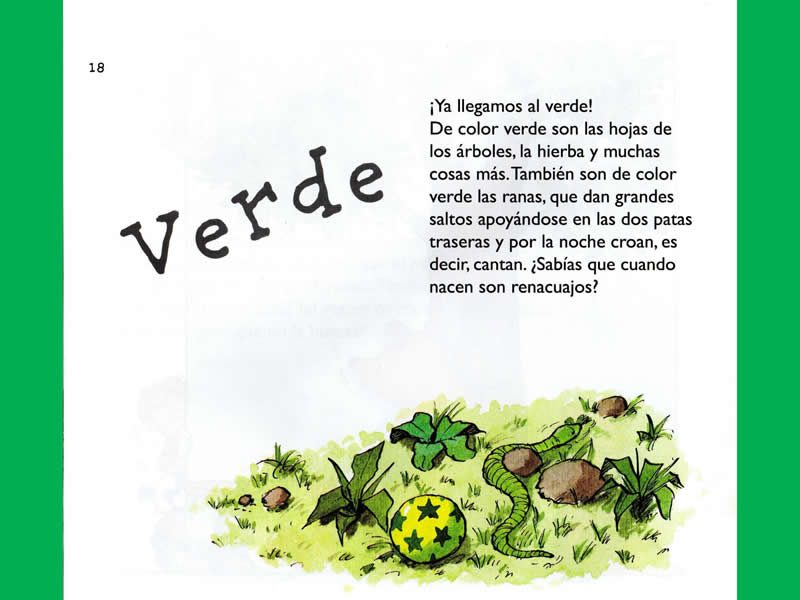 18
Verde
¡Ya llegamos al verde!
De color verde son las hojas de
los árboles, la hierba y muchas
cosas más. También son de color
verde las ranas, que dan grandes
saltos apoyándose en las dos patas
traseras y por la noche croan, es
decir, cantan. ¿Sabías que cuando
nacen son renacuajos?